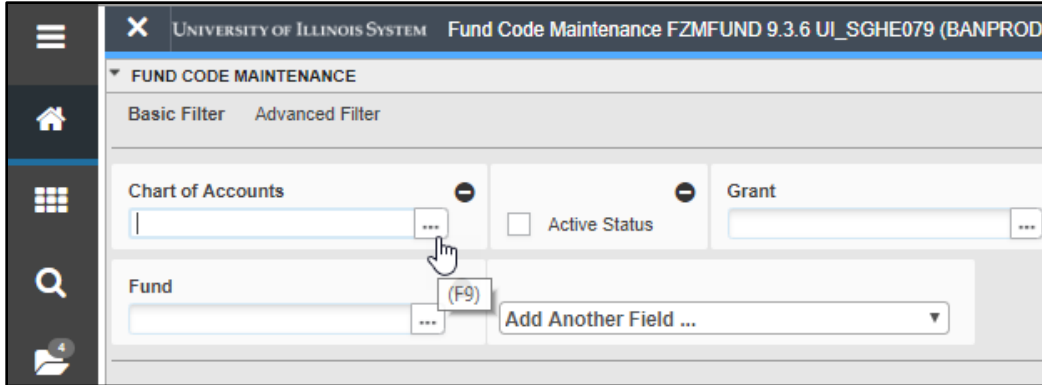 UNIVERSITY OF ILLINOIS SYSTEM Fund Code Maintenance FZMFUND 9.3.6 UI_SGHE079 (BANPROD
FUND CODE MAINTENANCE
Basic Filter Advanced Filter
Chart of Accounts Grant
... Active Status ...
(F9)
Fund
... Add Another Field ...
4